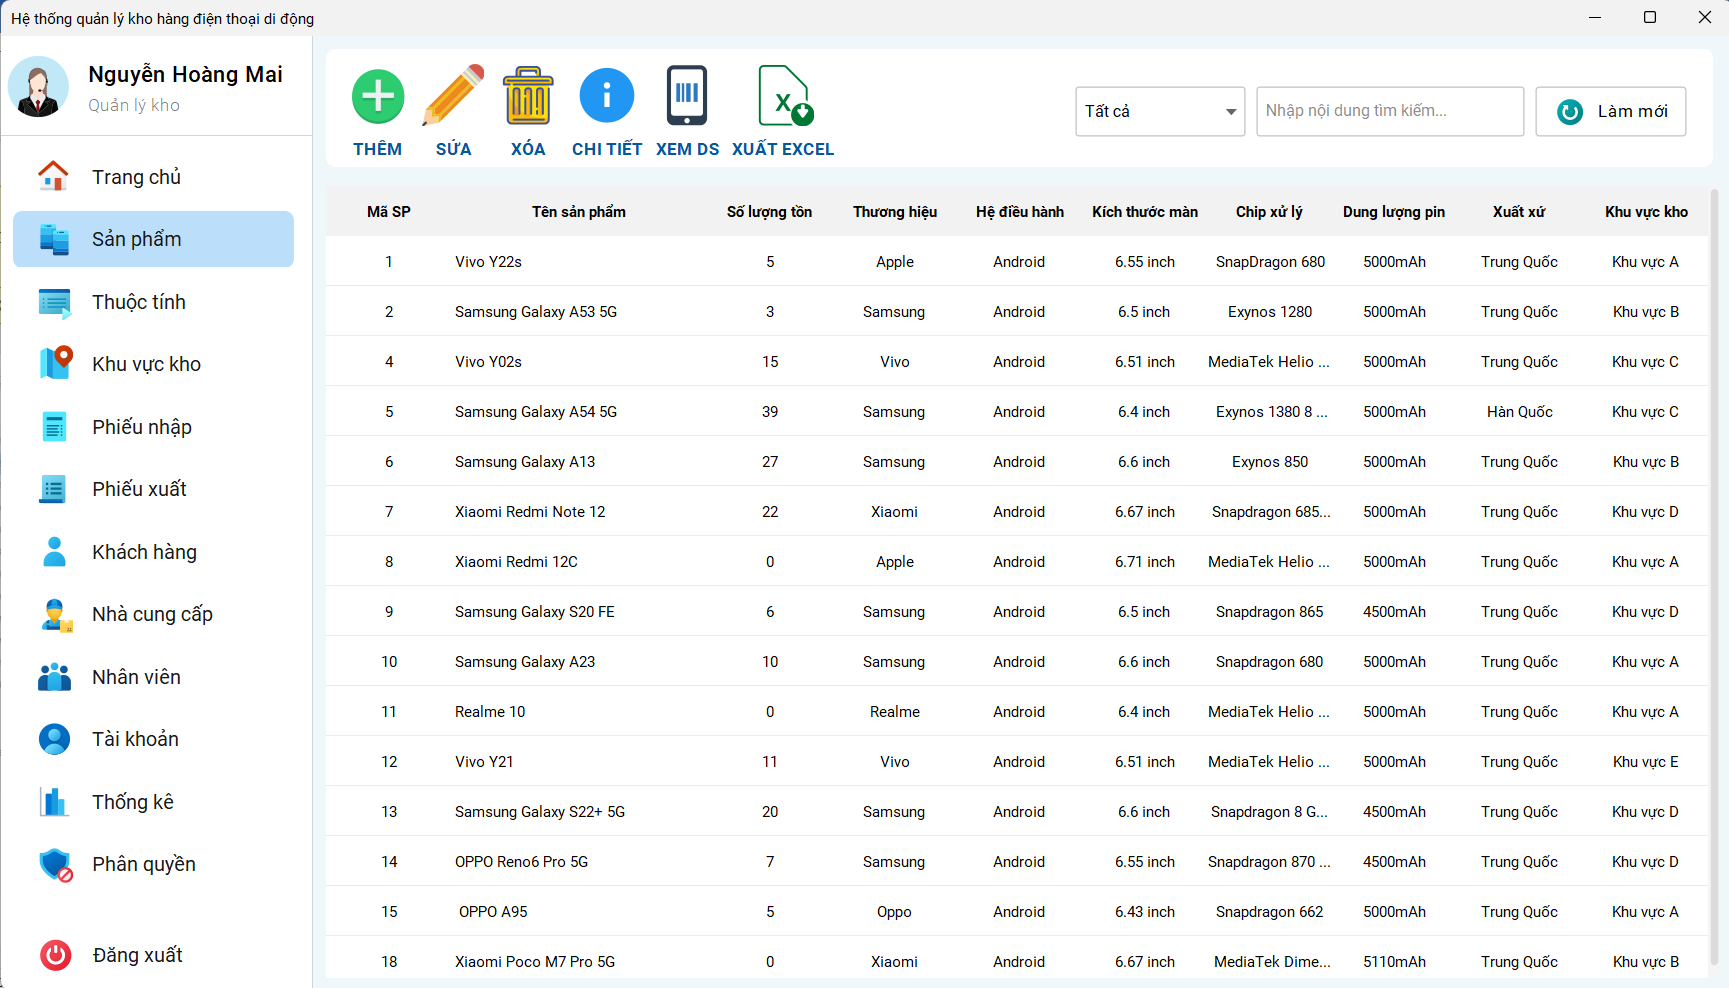 Hệ thống quản lý kho hàng điện thoại di động
Nguyễn Hoàng Mai
Quản lý kho
Trang chủ
Sản phẩm
Thuộc tính
Khu vực kho
Phiếu nhập
Phiếu xuất
Khách hàng
Nhà cung cấp
Nhân viên
Tài khoản
Thống kê
Phân quyền
Đăng xuất
THÊM SỬA XÓA CHI TIẾT XEM DS XUẤT EXCEL
Tất cả Nhập nội dung tìm kiếm... Làm mới
Mã SP Tên sản phẩm Số lượng tồn Thương hiệu Hệ điều hành Kích thước màn Chip xử lý Dung lượng pin Xuất xứ Khu vực kho
1 Vivo Y22s 5 Apple Android 6.55 inch SnapDragon 680 5000mAh Trung Quốc Khu vực A
2 Samsung Galaxy A53 5G 3 Samsung Android 6.5 inch Exynos 1280 5000mAh Trung Quốc Khu vực B
4 Vivo Y02s 15 Vivo Android 6.51 inch MediaTek Helio ... 5000mAh Trung Quốc Khu vực C
5 Samsung Galaxy A54 5G 39 Samsung Android 6.4 inch Exynos 1380 8 ... 5000mAh Hàn Quốc Khu vực C
6 Samsung Galaxy A13 27 Samsung Android 6.6 inch Exynos 850 5000mAh Trung Quốc Khu vực B
7 Xiaomi Redmi Note 12 22 Xiaomi Android 6.67 inch Snapdragon 685... 5000mAh Trung Quốc Khu vực D
8 Xiaomi Redmi 12C 0 Apple Android 6.71 inch MediaTek Helio ... 5000mAh Trung Quốc Khu vực A
9 Samsung Galaxy S20 FE 6 Samsung Android 6.5 inch Snapdragon 865 4500mAh Trung Quốc Khu vực D
10 Samsung Galaxy A23 10 Samsung Android 6.6 inch Snapdragon 680 5000mAh Trung Quốc Khu vực A
11 Realme 10 0 Realme Android 6.4 inch MediaTek Helio ... 5000mAh Trung Quốc Khu vực A
12 Vivo Y21 11 Vivo Android 6.51 inch MediaTek Helio ... 5000mAh Trung Quốc Khu vực E
13 Samsung Galaxy S22+ 5G 20 Samsung Android 6.6 inch Snapdragon 8 G... 4500mAh Trung Quốc Khu vực D
14 OPPO Reno6 Pro 5G 7 Samsung Android 6.55 inch Snapdragon 870 ... 4500mAh Trung Quốc Khu vực D
15 OPPO A95 5 Oppo Android 6.43 inch Snapdragon 662 5000mAh Trung Quốc Khu vực A
18 Xiaomi Poco M7 Pro 5G 0 Xiaomi Android 6.67 inch MediaTek Dime... 5110mAh Trung Quốc Khu vực B